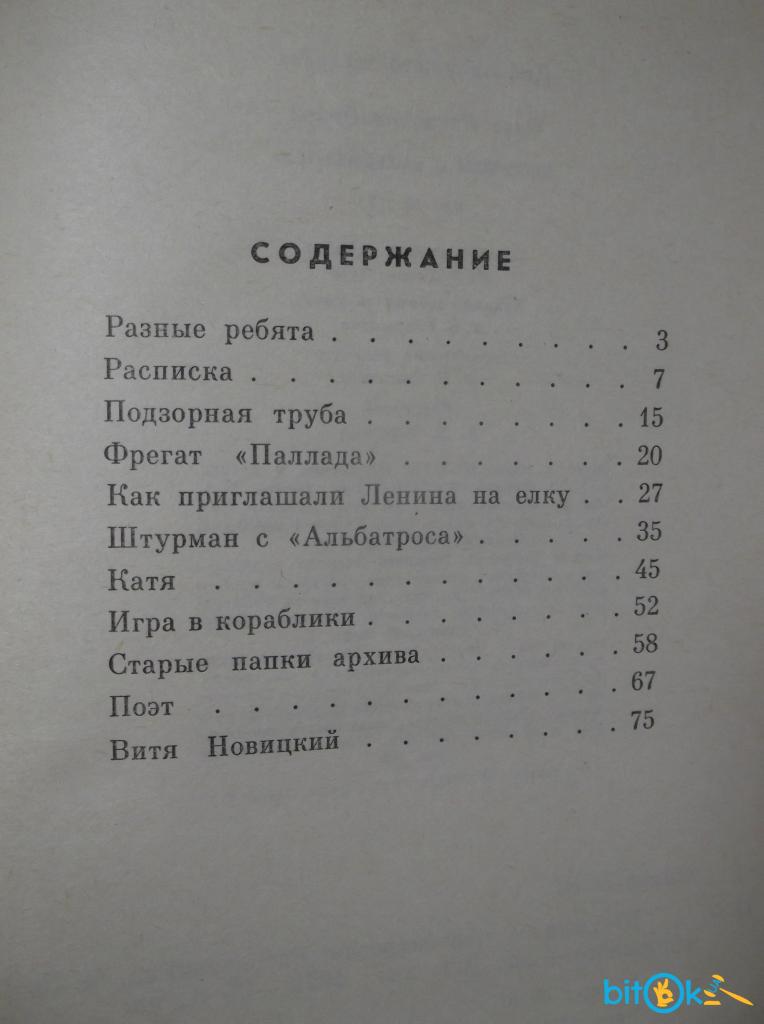 СОДЕРЖАНИЕ
Разные ребята . . . . . . . . . 3
Расписка . . . . . . . . . . . 7
Подзорная труба . . . . . . . . 15
Фрегат «Паллада» . . . . . . . 20
Как приглашали Ленина на елку . . 27
Штурман с «Альбатроса» . . . . . 35
Катя . . . . . . . . . . . . 45
Игра в кораблики . . . . . . . . 52
Старые папки архива . . . . . . 58
Поэт . . . . . . . . . . . . 67
Витя Новицкий . . . . . . . . 75
bitOk